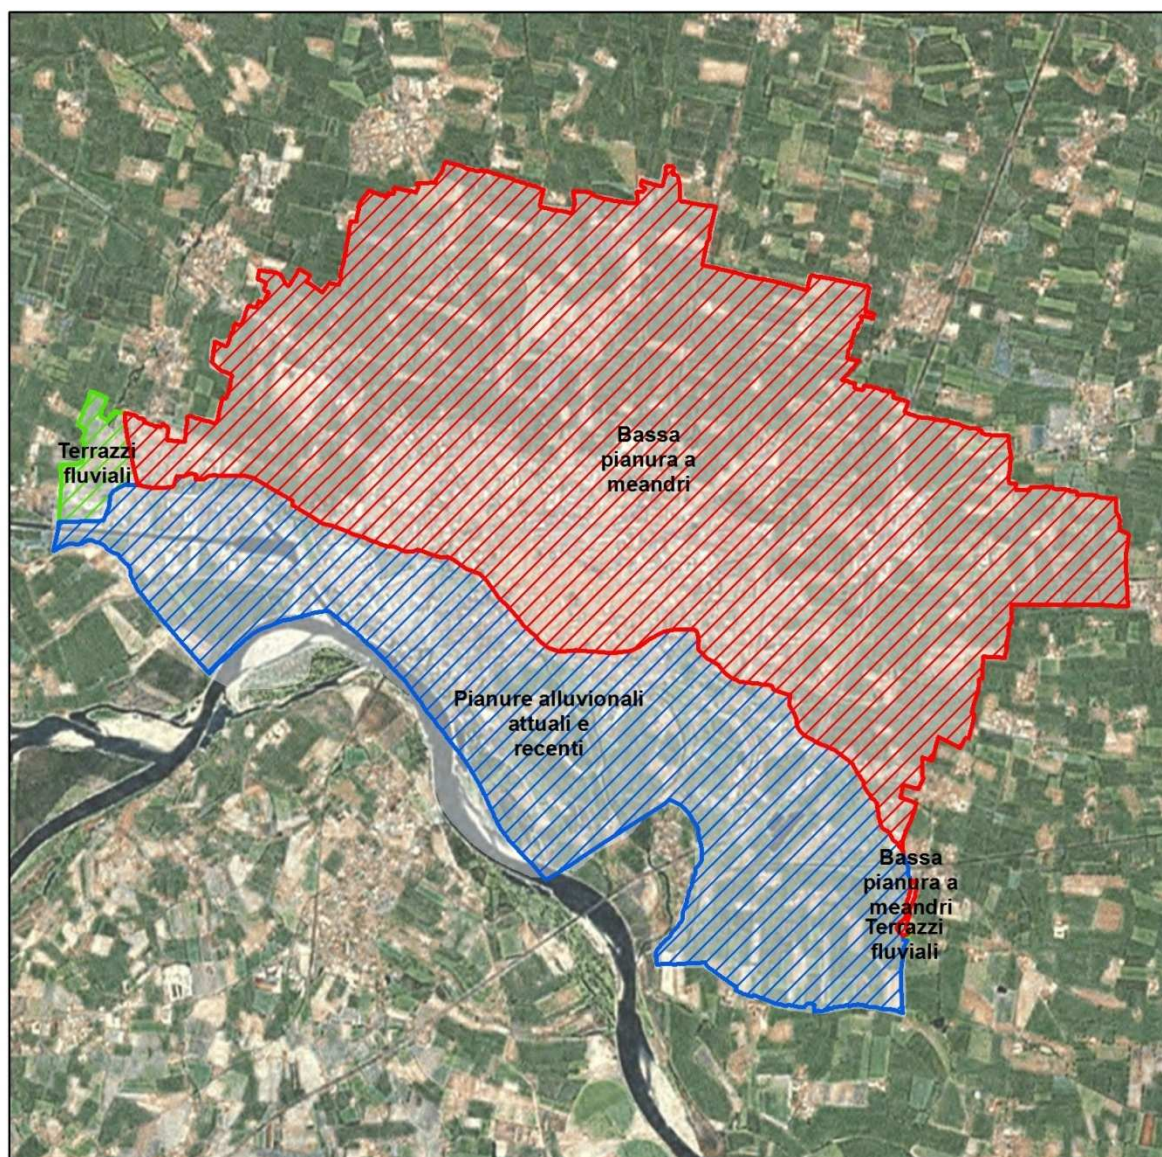 Bassa
pianura a
meandri
Terrazzi
fluviali
Pianure alluvionali
attuali e
recenti
Bassa
pianura a
meandri
Terrazzi
fluviali